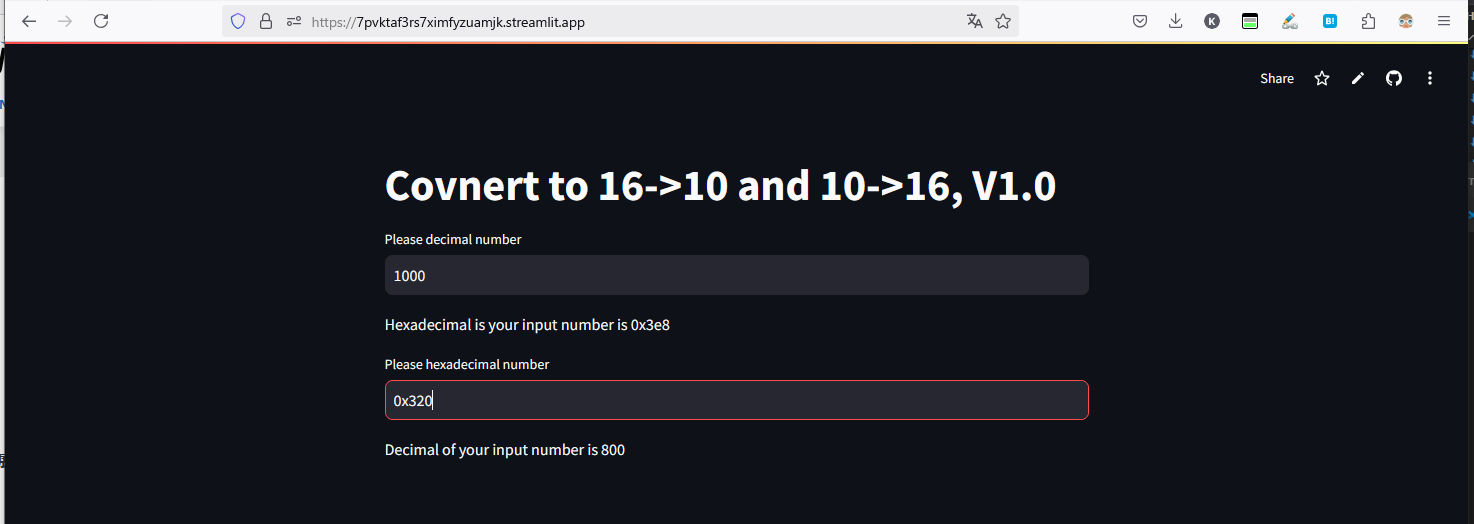 https://7pvktaf3rs7ximfyzuamjk.streamlit.app
Share
Covnert to 16->10 and 10->16, V1.0
Please decimal number
1000
Hexadecimal is your input number is 0x3e8
Please hexadecimal number
0x320
Decimal of your input number is 800